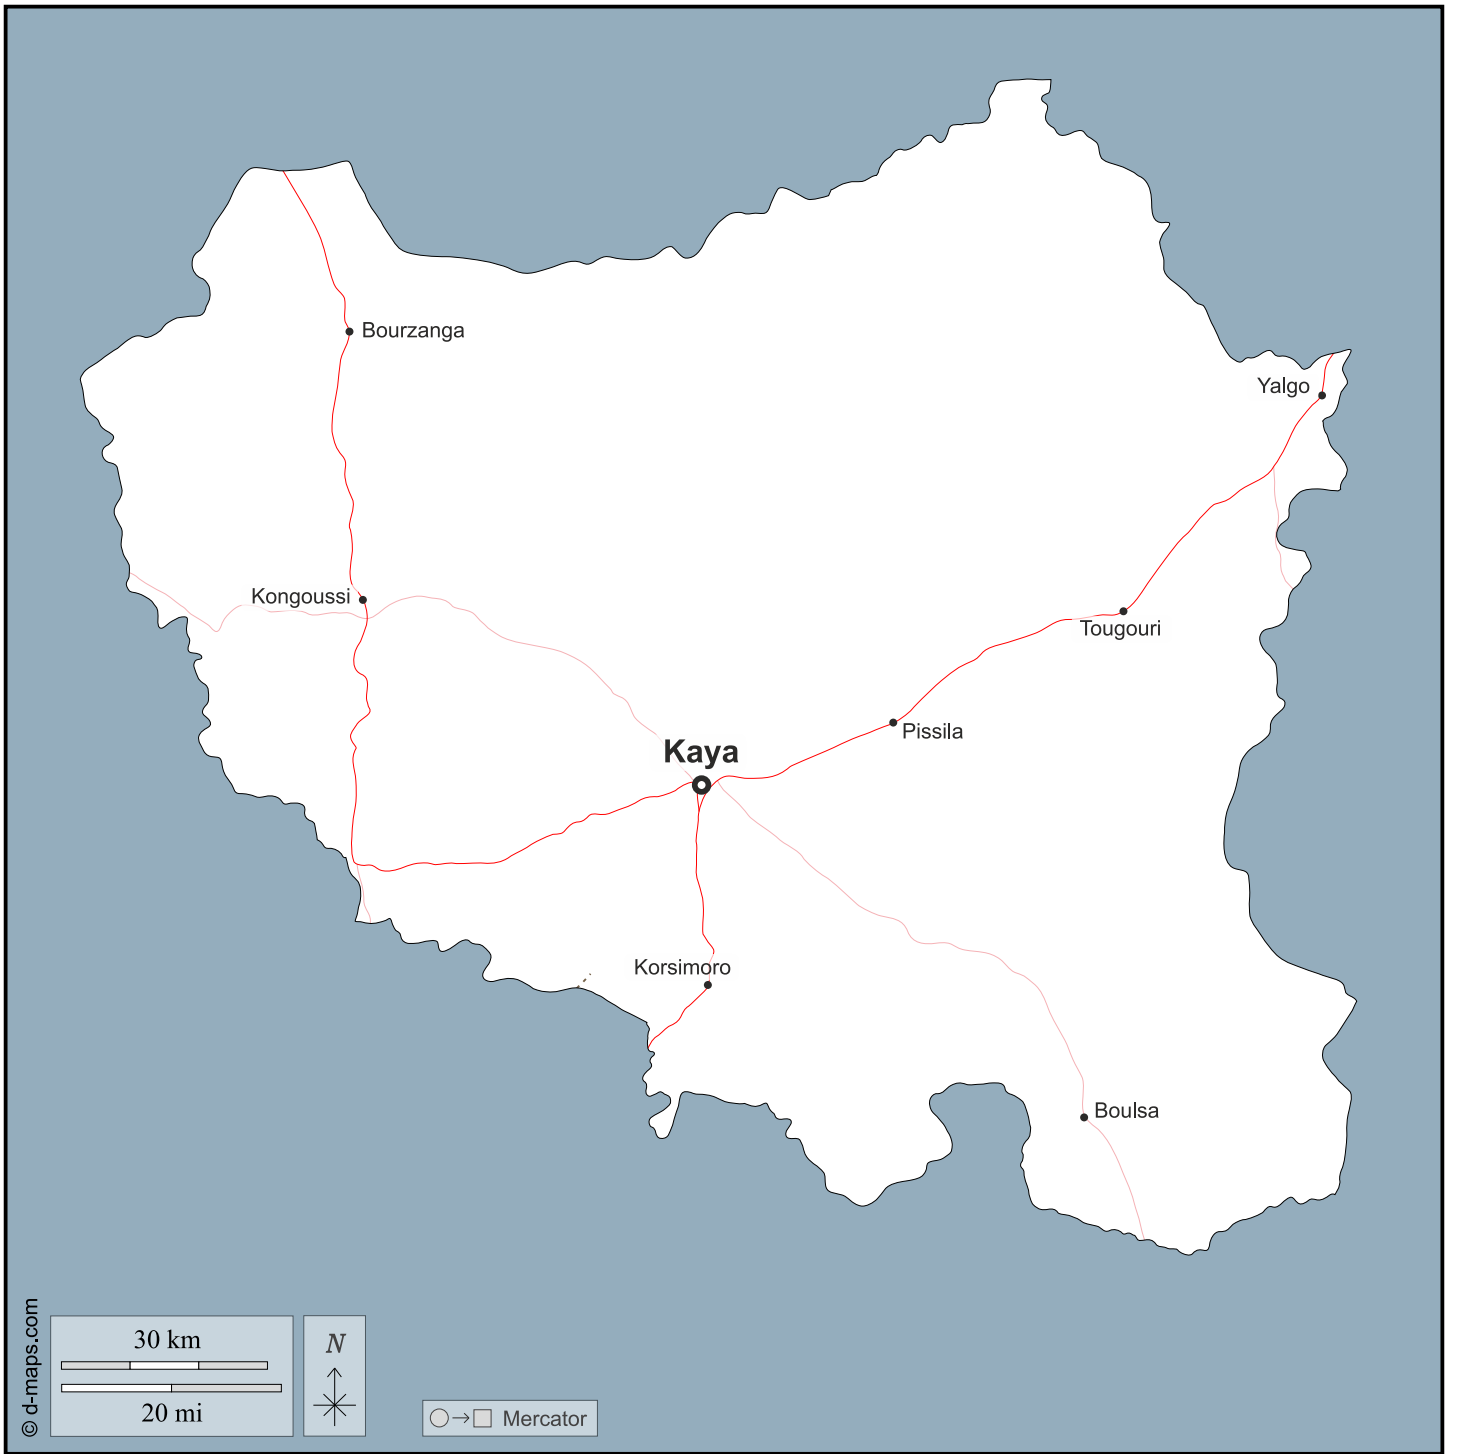 Bourzanga
Yalgo
Kongoussi
Tougouri
Pissila
Kaya
Korsimoro
Boulsa
© d-maps.com
30 km
20 mi
N
Mercator